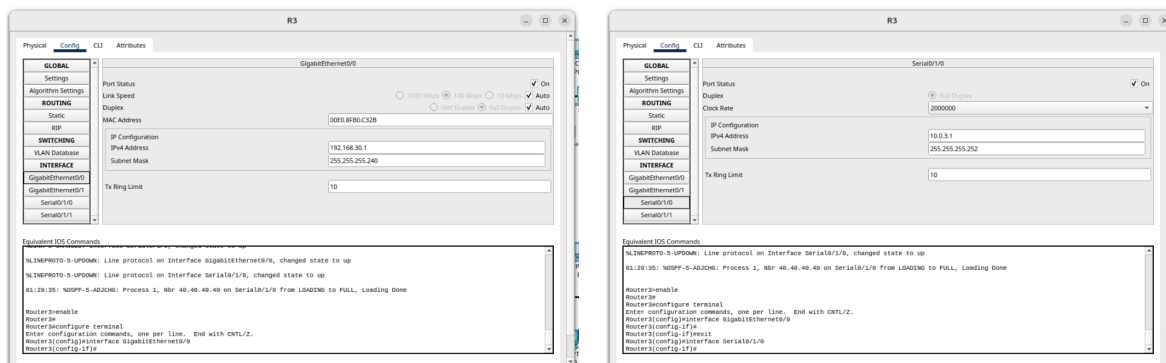 R3
Physical Config CLI Attributes
GLOBAL
Settings
Algorithm Settings
ROUTING
Static
RIP
SWITCHING
VLAN Database
INTERFACE
GigabitEthernet0/0
GigabitEthernet0/1
Serial0/1/0
Serial0/1/1
GigabitEthernet0/0
Port Status On
Link Speed 1000 Mbps 100 Mbps 10 Mbps Auto
Duplex Half Duplex Full Duplex Auto
MAC Address 00E0.8FB0.C32B
IP Configuration
IPv4 Address 192.168.30.1
Subnet Mask 255.255.255.240
Tx Ring Limit 10
Equivalent IOS Commands
%LINEPROTO-5-UPDOWN: Line protocol on Interface GigabitEthernet0/0, changed state to up
%LINEPROTO-5-UPDOWN: Line protocol on Interface Serial0/1/0, changed state to up
01:29:35: %OSPF-5-ADJCHG: Process 1, Nbr 40.40.40.40 on Serial0/1/0 from LOADING to FULL, Loading Done
Router3>enable
Router3#
Router3#configure terminal
Enter configuration commands, one per line. End with CNTL/Z.
Router3(config)#interface GigabitEthernet0/0
Router3(config-if)#
R3
Physical Config CLI Attributes
GLOBAL
Settings
Algorithm Settings
ROUTING
Static
RIP
SWITCHING
VLAN Database
INTERFACE
GigabitEthernet0/0
GigabitEthernet0/1
Serial0/1/0
Serial0/1/1
Serial0/1/0
Port Status On
Duplex Full Duplex
Clock Rate 2000000
IP Configuration
IPv4 Address 10.0.3.1
Subnet Mask 255.255.255.252
Tx Ring Limit 10
Equivalent IOS Commands
%LINEPROTO-5-UPDOWN: Line protocol on Interface Serial0/1/0, changed state to up
01:29:35: %OSPF-5-ADJCHG: Process 1, Nbr 40.40.40.40 on Serial0/1/0 from LOADING to FULL, Loading Done
Router3>enable
Router3#
Router3#configure terminal
Enter configuration commands, one per line. End with CNTL/Z.
Router3(config)#interface GigabitEthernet0/0
Router3(config-if)#
Router3(config-if)#exit
Router3(config)#interface Serial0/1/0
Router3(config-if)#